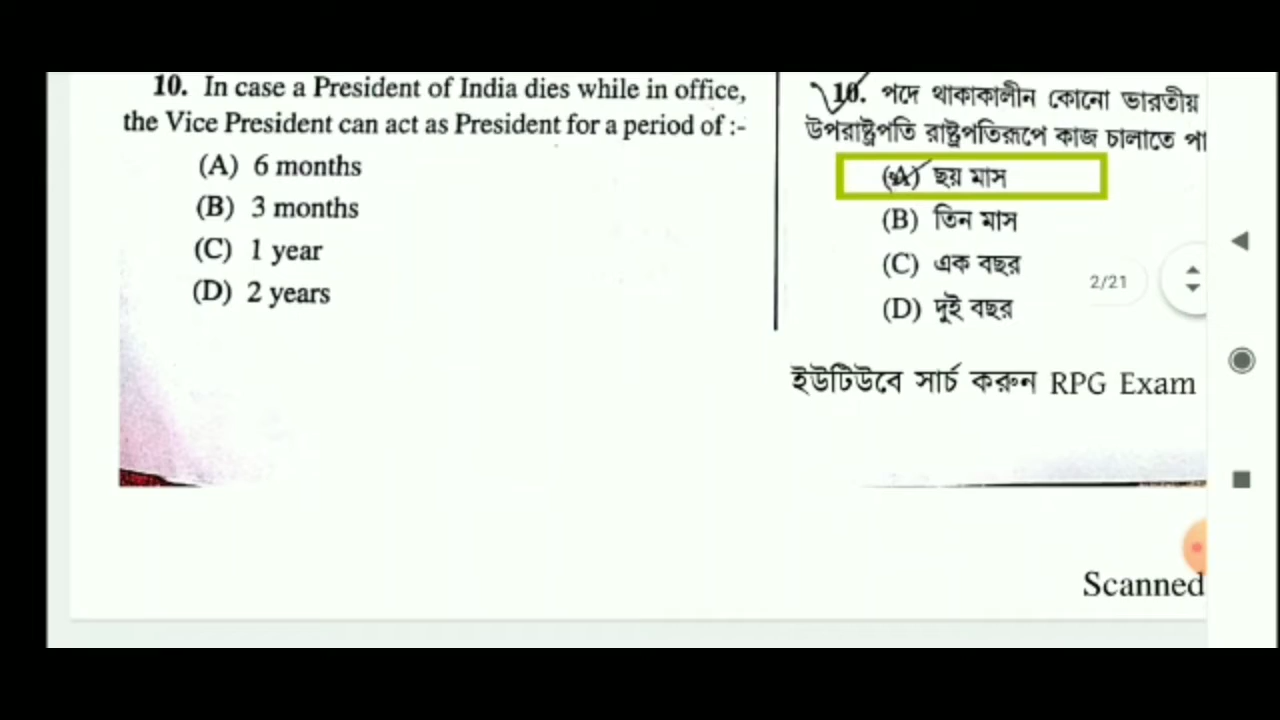 10. In case a President of India dies while in office,
the Vice President can act as President for a period of :-
(A) 6 months
(B) 3 months
(C) 1 year
(D) 2 years
10. পদে থাকাকালীন কোনো ভারতীয়
উপরাষ্ট্রপতি রাষ্ট্রপতিরূপে কাজ চালাতে পা
(A) ছয় মাস
(B) তিন মাস
(C) এক বছর
(D) দুই বছর
2/21
ইউটিউবে সার্চ করুন RPG Exam
Scanned